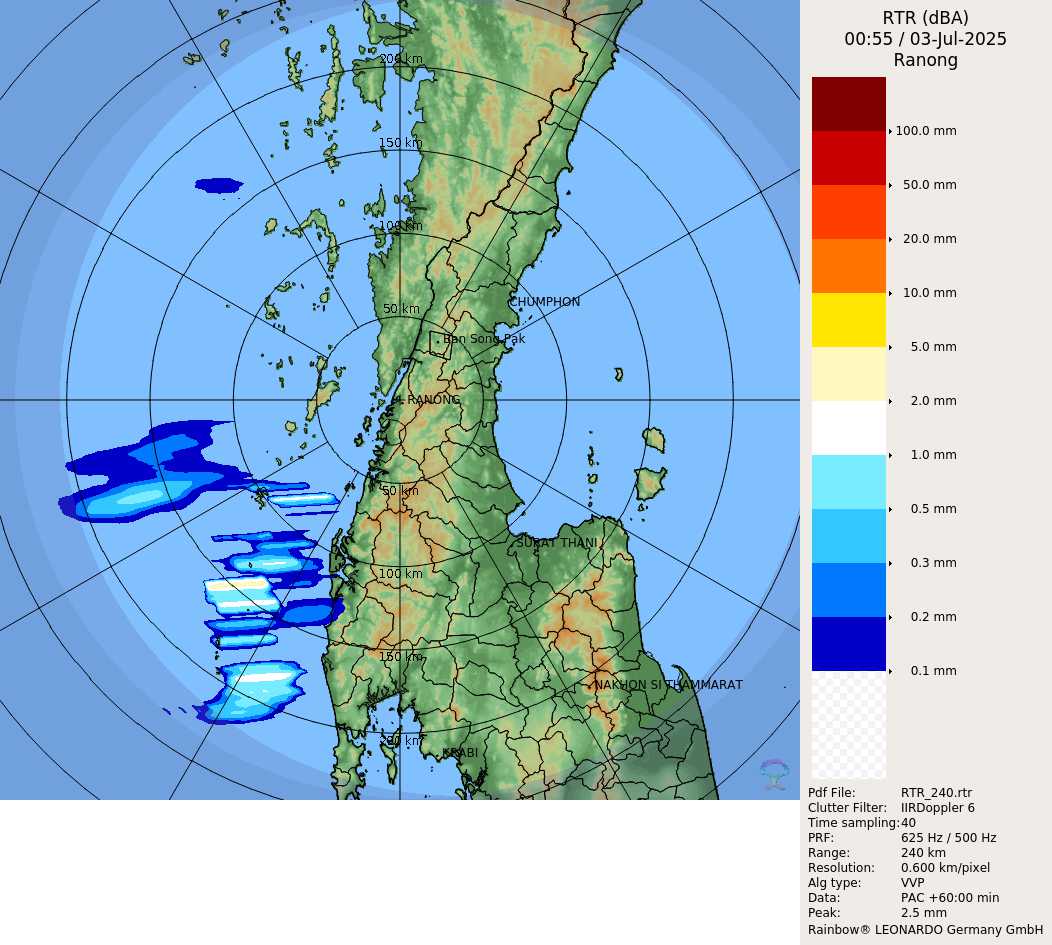 RTR (dBA)
00:55 / 03-Jul-2025
Ranong
200 km
150 km
100 km
50 km
CHUMPHON
Ban Song Pak
RANONG
50 km
SURAT THANI
100 km
150 km
NAKHON SI THAMMARAT
200 km
KRABI
100.0 mm
50.0 mm
20.0 mm
10.0 mm
5.0 mm
2.0 mm
1.0 mm
0.5 mm
0.3 mm
0.2 mm
0.1 mm
Pdf File: RTR_240.rtr
Clutter Filter: IIRDoppler 6
Time sampling:40
PRF: 625 Hz / 500 Hz
Range: 240 km
Resolution: 0.600 km/pixel
Alg type: VVP
Data: PAC +60:00 min
Peak: 2.5 mm
Rainbow® LEONARDO Germany GmbH